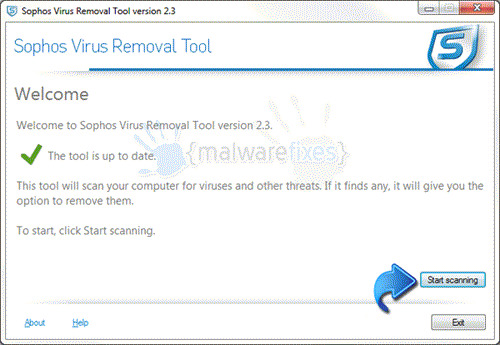 Sophos Virus Removal Tool version 2.3
Sophos Virus Removal Tool
S
Welcome
Welcome to Sophos Virus Removal Tool version 2.3.
The tool is up to date.
{malwarefixes}
This tool will scan your computer for viruses and other threats. If it finds any, it will give you the
option to remove them.
To start, click Start scanning.
Start scanning
About Help Exit